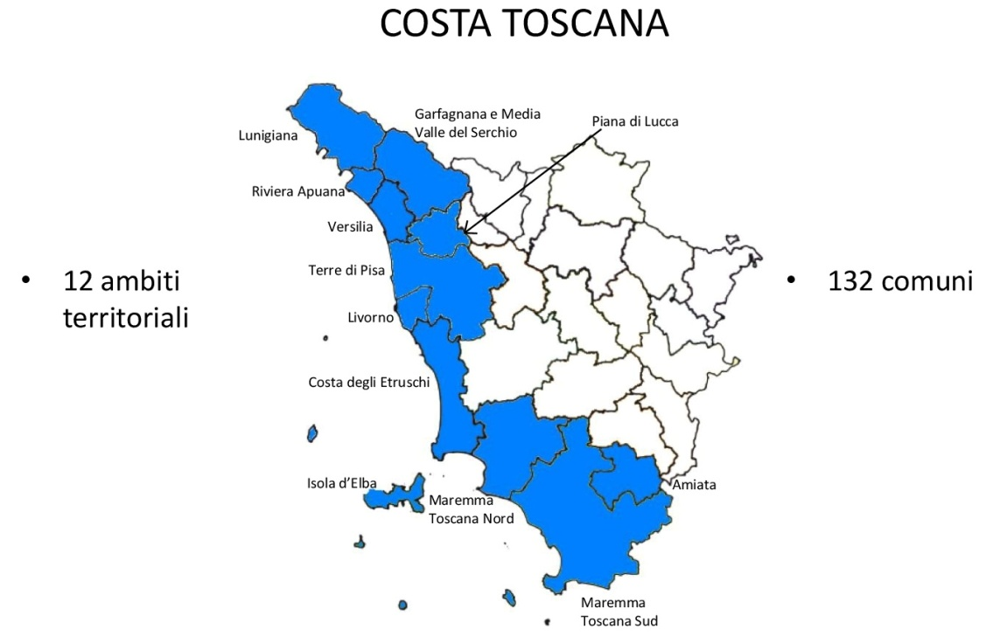 COSTA TOSCANA
Garfagnana e Media
Valle del Serchio
Piana di Lucca
Lunigiana
Riviera Apuana
Versilia
Terre di Pisa
• 12 ambiti
territoriali
• 132 comuni
Livorno
Costa degli Etruschi
Isola d’Elba
Amiata
Maremma
Toscana Nord
Maremma
Toscana Sud